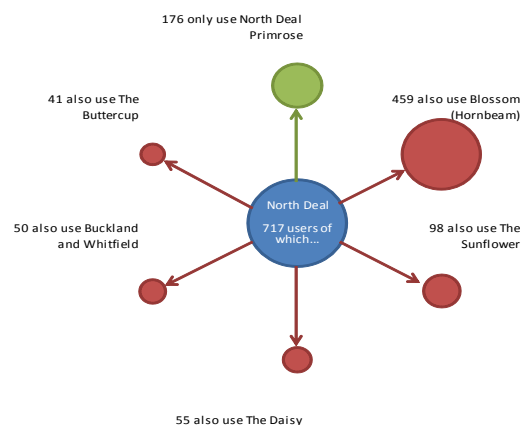 176 only use North Deal
Primrose
41 also use The
Buttercup
459 also use Blossom
(Hornbeam)
North Deal
717 users of
which...
50 also use Buckland
and Whitfield
98 also use The
Sunflower
55 also use The Daisy